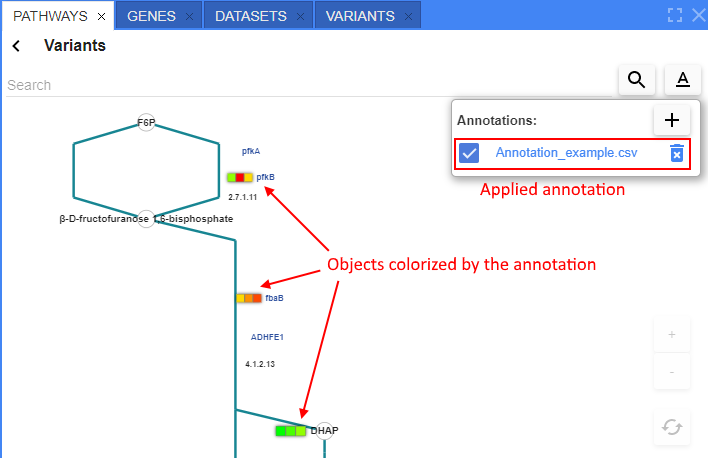 PATHWAYS × GENES × DATASETS × VARIANTS ×
Variants
Search
A
Annotations: +
Annotation_example.csv
Applied annotation
F6P
pfkA
pfkB
2.7.1.11
β-D-fructofuranose 1,6-bisphosphate
Objects colorized by the annotation
fbaB
ADHFE1
4.1.2.13
+
-
DHAP